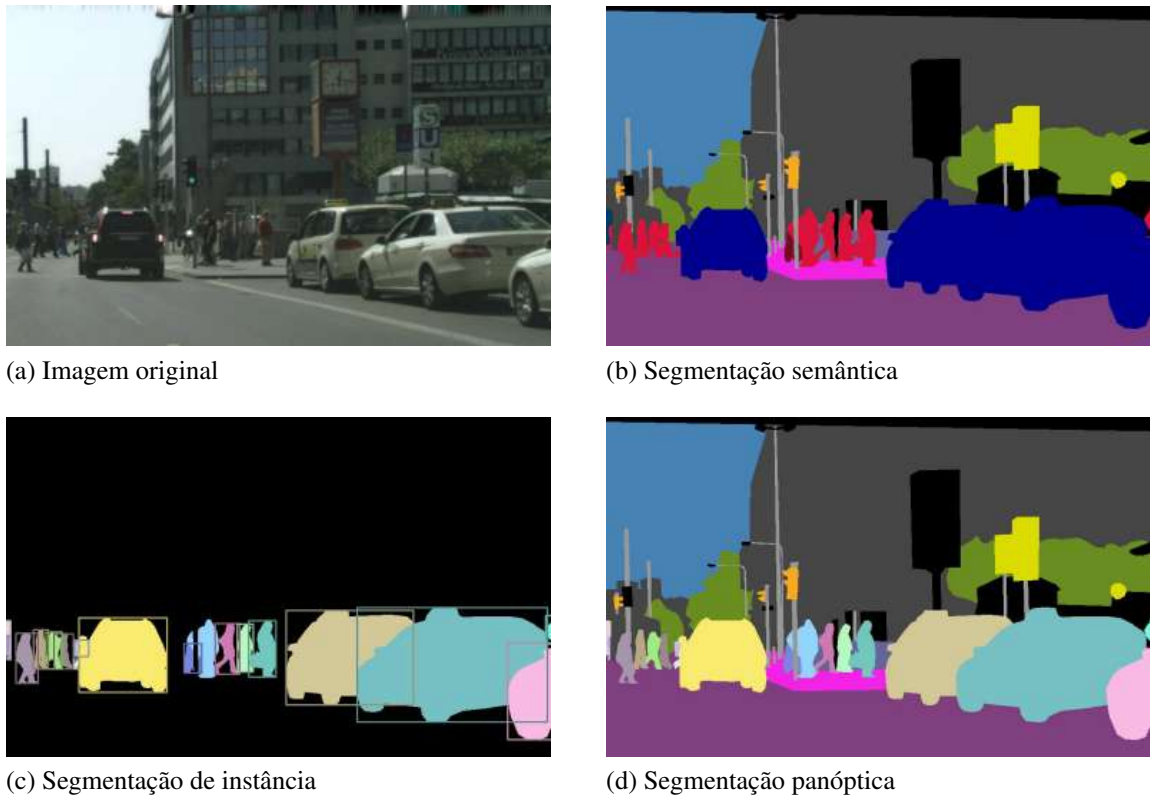 (a) Imagem original
(b) Segmentação semântica
(c) Segmentação de instância
(d) Segmentação panóptica
S
U